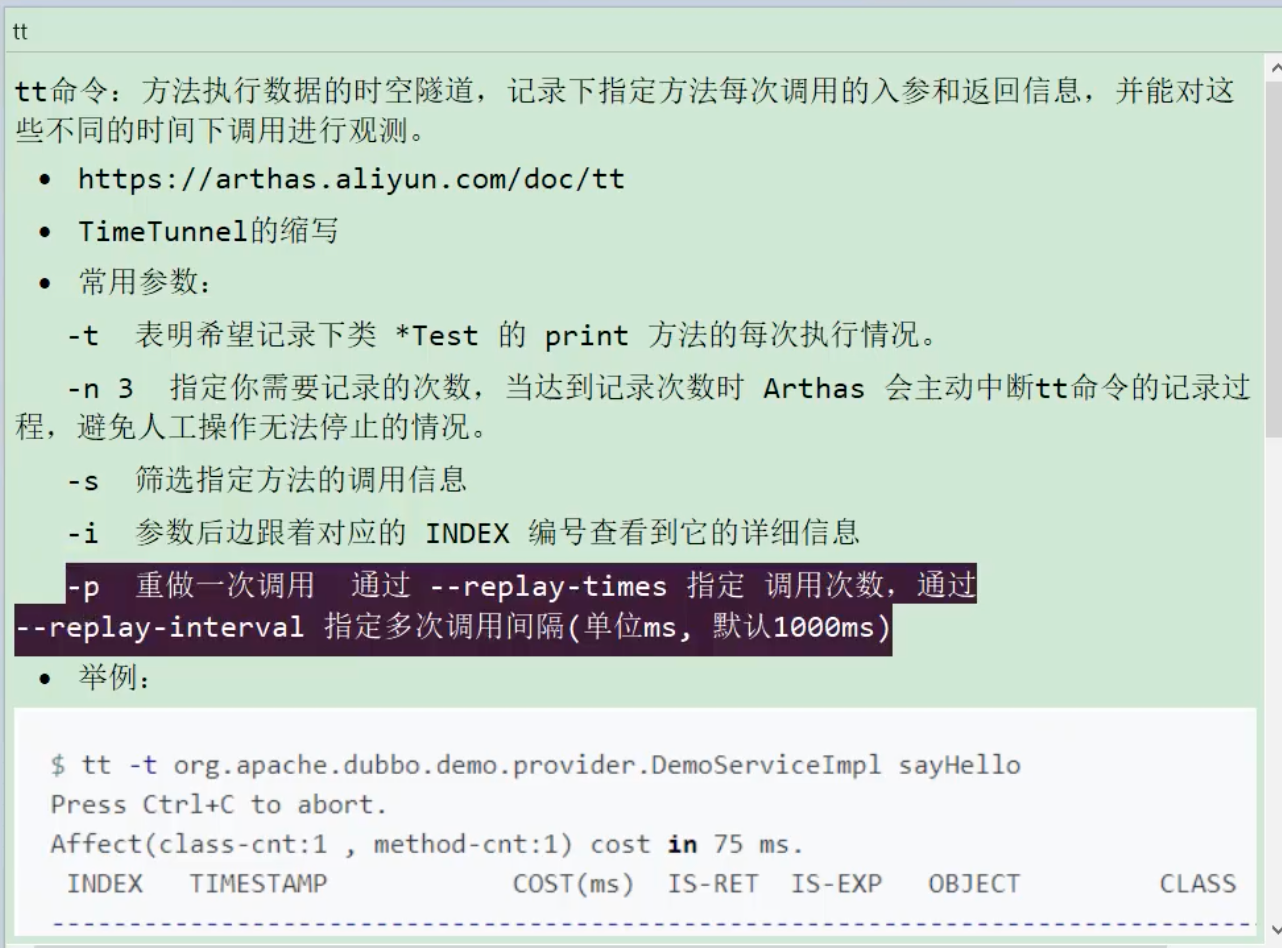 tt
tt命令：方法执行数据的时空隧道，记录下指定方法每次调用的入参和返回信息，并能对这
些不同的时间下调用进行观测。
• https://arthas.aliyun.com/doc/tt
• TimeTunnel的缩写
• 常用参数：
-t 表明希望记录下类 *Test 的 print 方法的每次执行情况。
-n 3 指定你需要记录的次数，当达到记录次数时 Arthas 会主动中断tt命令的记录过
程，避免人工操作无法停止的情况。
-s 筛选指定方法的调用信息
-i 参数后边跟着对应的 INDEX 编号查看到它的详细信息
-p 重做一次调用 通过 --replay-times 指定 调用次数，通过
--replay-interval 指定多次调用间隔(单位ms, 默认1000ms)
• 举例：
$ tt -t org.apache.dubbo.demo.provider.DemoServiceImpl sayHello
Press Ctrl+C to abort.
Affect(class-cnt:1 , method-cnt:1) cost in 75 ms.
INDEX TIMESTAMP COST(ms) IS-RET IS-EXP OBJECT CLASS